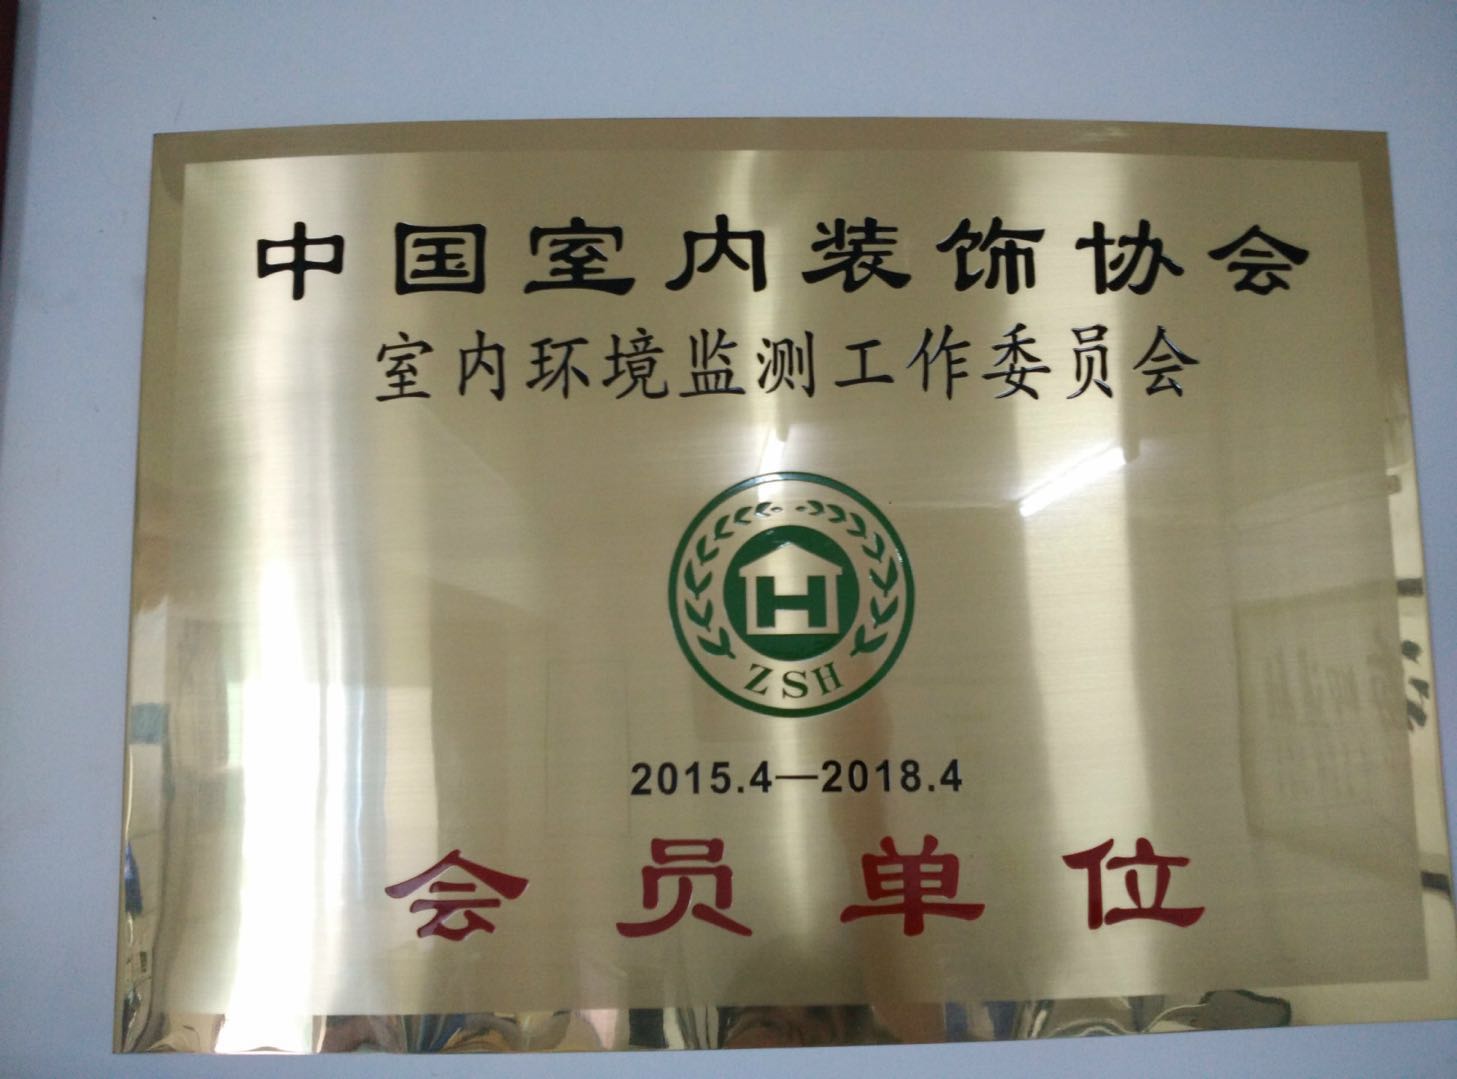 中国室内装饰协会
室内环境监测工作委员会
H
ZSH
2015.4—2018.4
会员单位